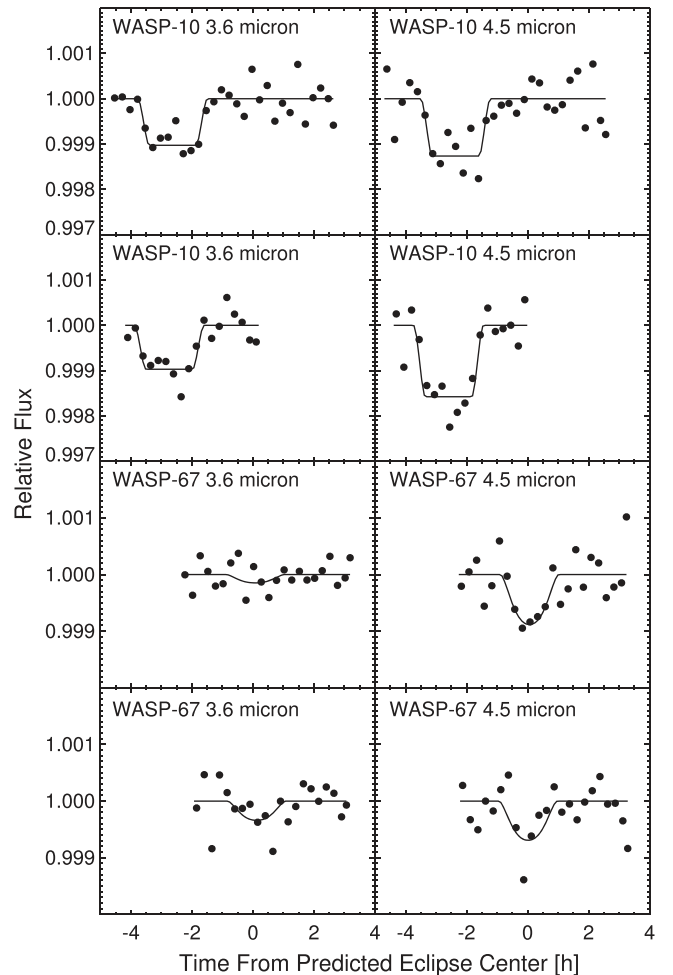 WASP-10 3.6 micron
WASP-10 4.5 micron
1.001
1.000
0.999
0.998
0.997
WASP-10 3.6 micron
WASP-10 4.5 micron
1.001
1.000
0.999
0.998
0.997
WASP-67 3.6 micron
WASP-67 4.5 micron
1.001
1.000
0.999
WASP-67 3.6 micron
WASP-67 4.5 micron
1.001
1.000
0.999
Relative Flux
-4 -2 0 2 4 -4 -2 0 2 4
Time From Predicted Eclipse Center [h]